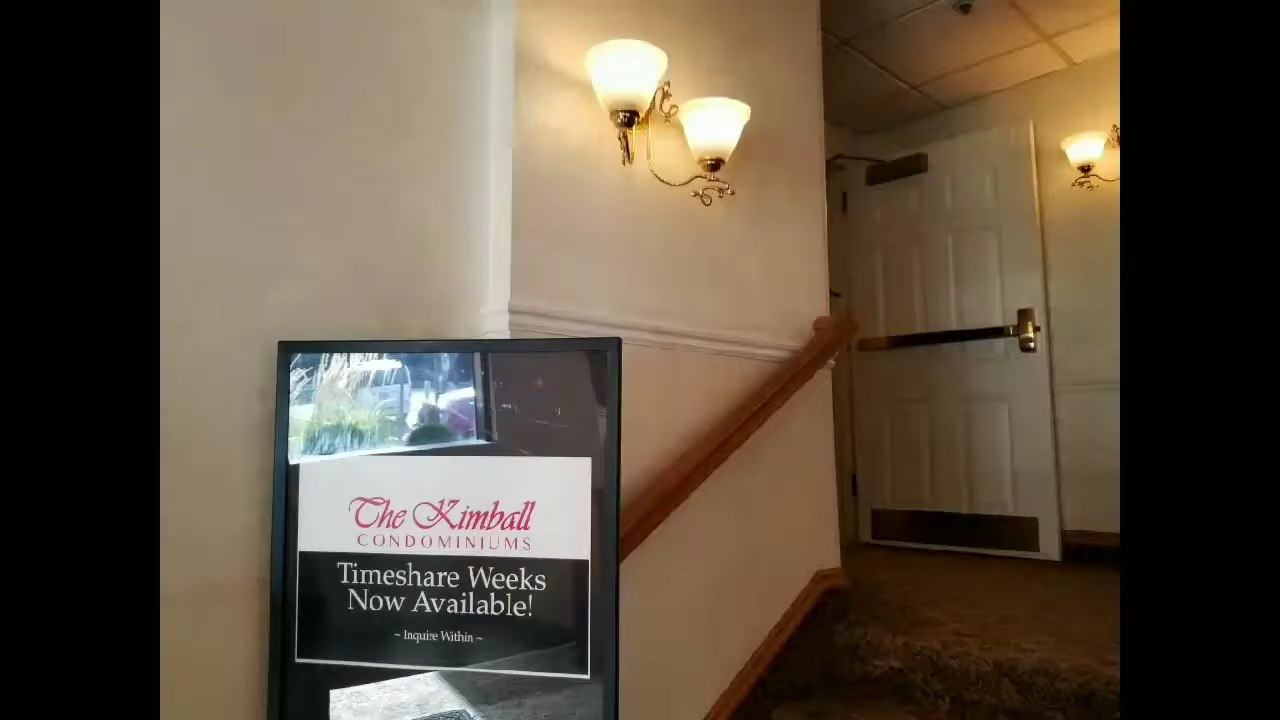 The Kimball
CONDOMINIUMS
Timeshare Weeks
Now Available!
~ Inquire Within ~